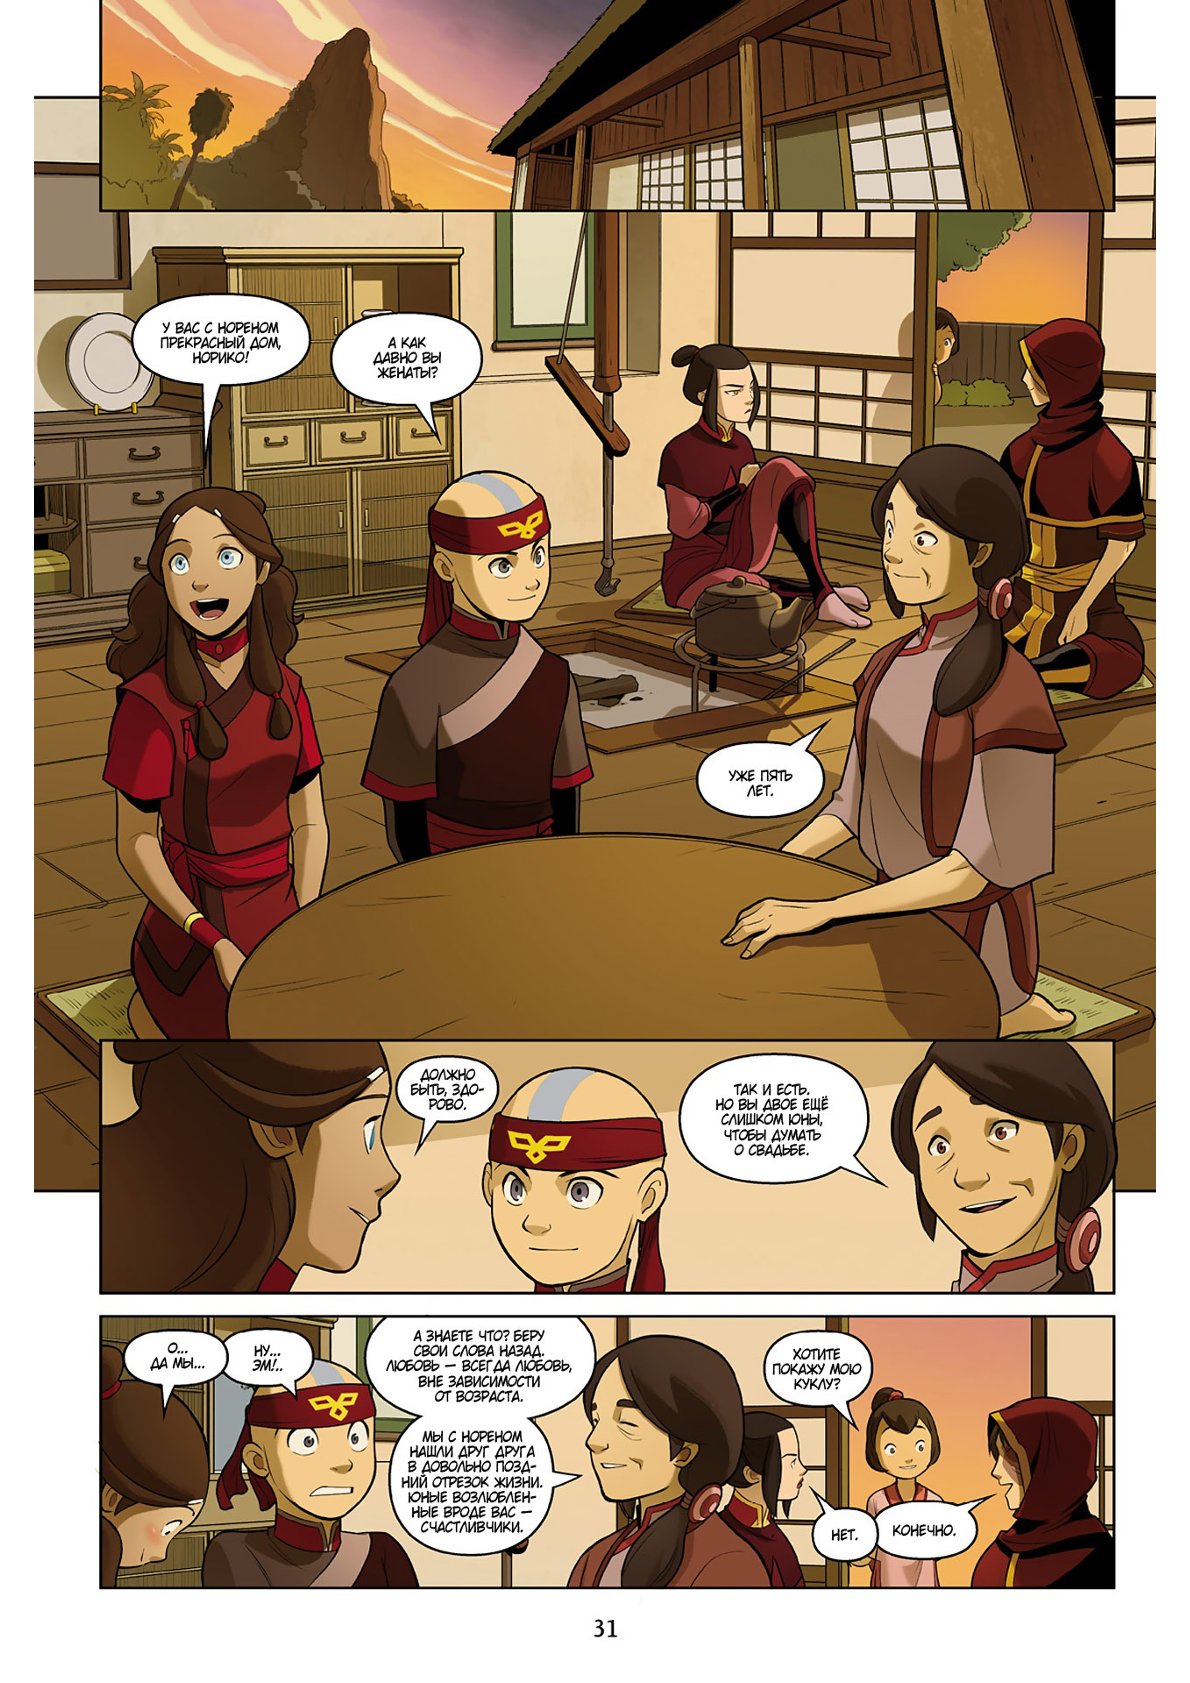 У ВАС С НОРЕНОМ
ПРЕКРАСНЫЙ ДОМ,
НОРИКО!
А КАК
ДАВНО ВЫ
ЖЕНАТЫ?
УЖЕ ПЯТЬ
ЛЕТ.
ДОЛЖНО
БЫТЬ, ЗДО-
РОВО.
ТАК И ЕСТЬ.
НО ВЫ ДВОЕ ЕЩЁ
СЛИШКОМ ЮНЫ,
ЧТОБЫ ДУМАТЬ
О СВАДЬБЕ.
О...
ДА МЫ...
НУ...
ЭМ!..
А ЗНАЕТЕ ЧТО? БЕРУ
СВОИ СЛОВА НАЗАД.
ЛЮБОВЬ — ВСЕГДА ЛЮБОВЬ,
ВНЕ ЗАВИСИМОСТИ
ОТ ВОЗРАСТА.
МЫ С НОРЕНОМ
НАШЛИ ДРУГ ДРУГА
В ДОВОЛЬНО ПОЗД-
НИЙ ОТРЕЗОК ЖИЗНИ.
ЮНЫЕ ВОЗЛЮБЛЕН-
НЫЕ ВРОДЕ ВАС —
СЧАСТЛИВЧИКИ.
ХОТИТЕ
ПОКАЖУ МОЮ
КУКЛУ?
НЕТ.
КОНЕЧНО.
31